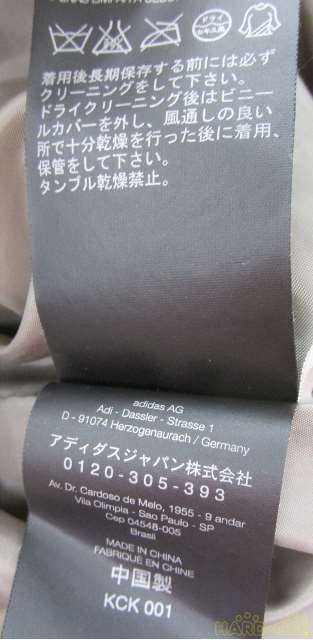 ドライ
セキユ系
着用後長期保存する前には必ず
クリーニングをして下さい。
ドライクリーニング後はビニー
ルカバーを外し、風通しの良い
所で十分乾燥を行った後に着用、
保管をして下さい。
タンブル乾燥禁止。
adidas AG
Adi - Dassler - Strasse 1
D - 91074 Herzogenaurach / Germany
アディダスジャパン株式会社
0120-305-393
Av. Dr. Cardoso de Melo, 1955 - 9 andar
Vila Olimpia - Sao Paulo - SP
Cep 04548-005
Brasil
MADE IN CHINA
FABRIQUÉ EN CHINE
中国製
KCK 001